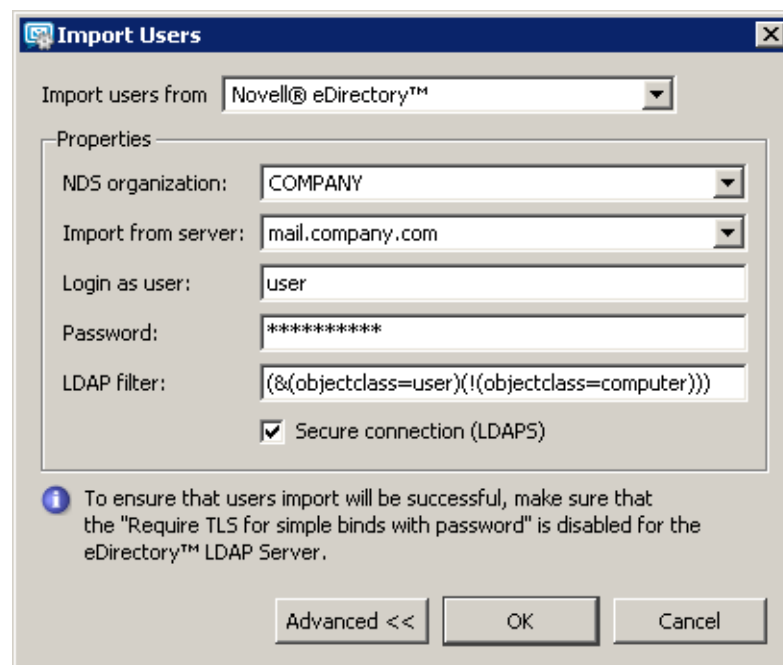 Import Users
Import users from Novell® eDirectory™
Properties
NDS organization: COMPANY
Import from server: mail.company.com
Login as user: user
Password: **********
LDAP filter: (&(objectclass=user)(!(objectclass=computer)))
Secure connection (LDAPS)
To ensure that users import will be successful, make sure that
the "Require TLS for simple binds with password" is disabled for the
eDirectory™ LDAP Server.
Advanced << OK Cancel